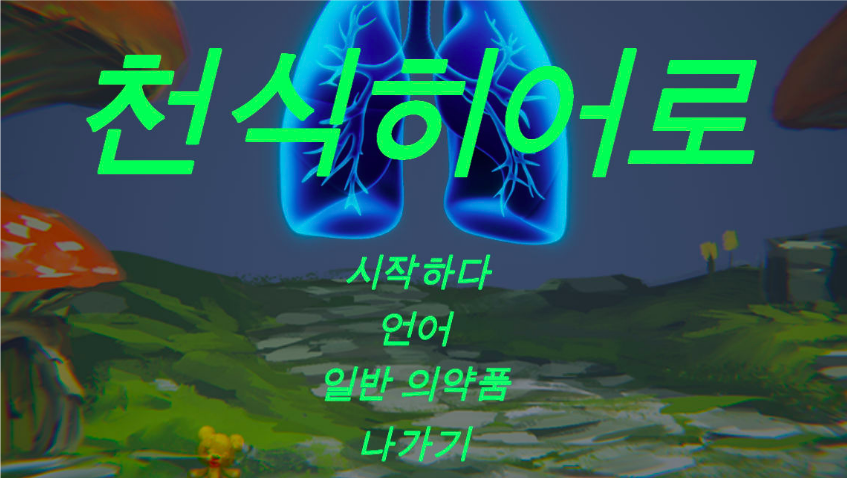 천식히어로
시작하다
언어
일반 의약품
나가기